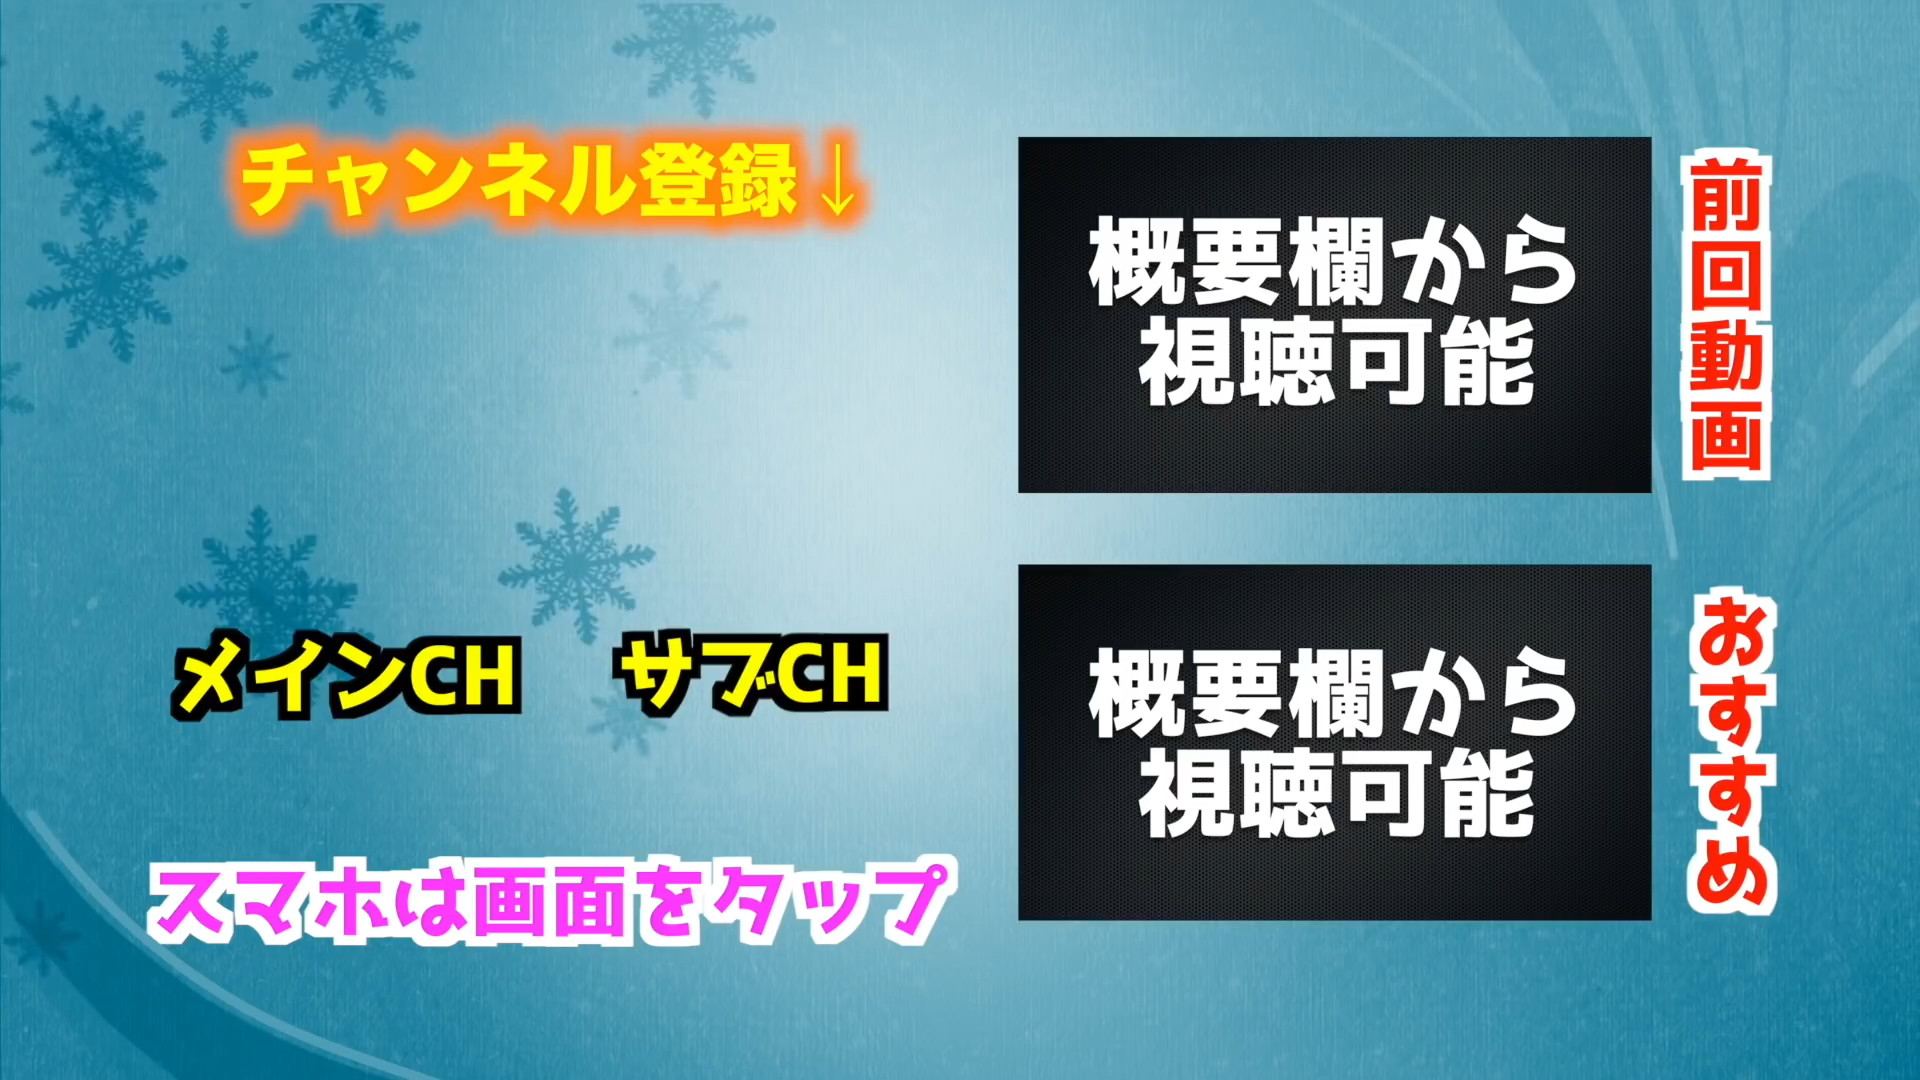 チャンネル登録↓
メインCH
サブCH
スマホは画面をタップ
概要欄から
視聴可能
前回動画
概要欄から
視聴可能
おすすめ